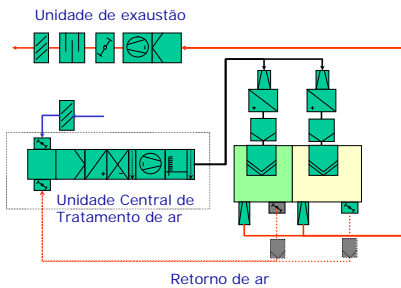 Unidade de exaustão
Unidade Central de
Tratamento de ar
Retorno de ar